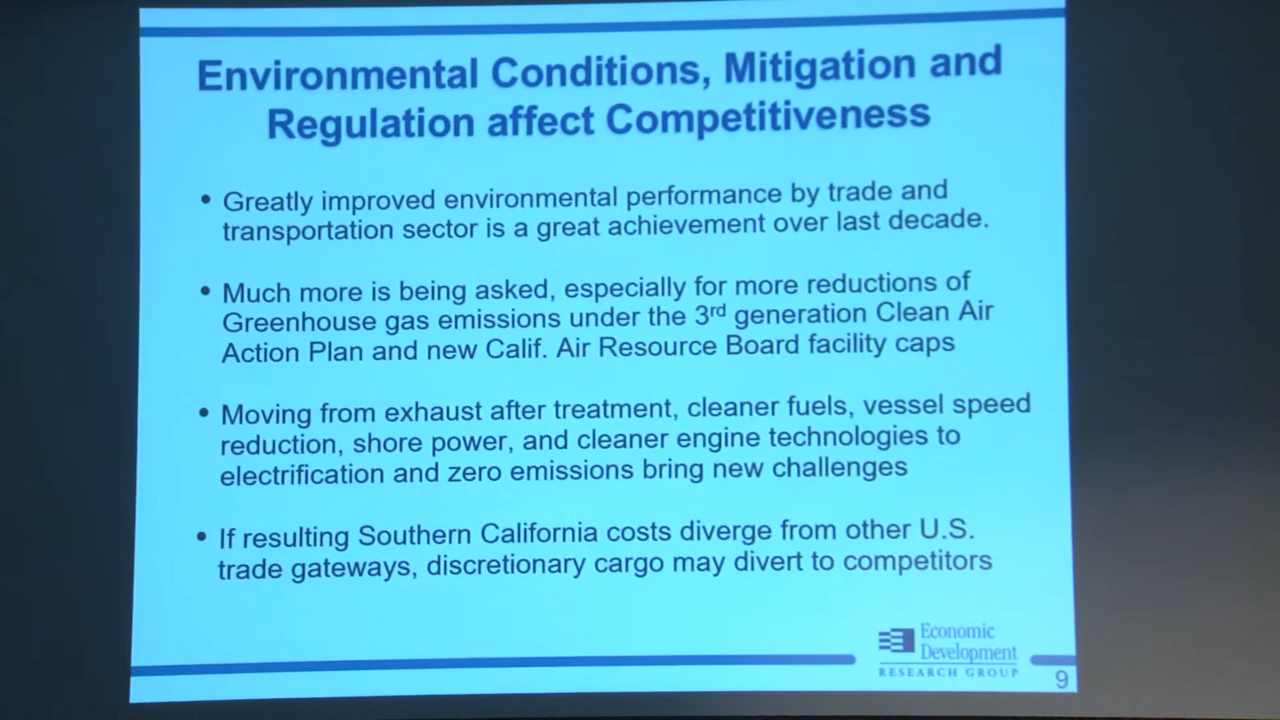 Environmental Conditions, Mitigation and
Regulation affect Competitiveness
• Greatly improved environmental performance by trade and
transportation sector is a great achievement over last decade.
• Much more is being asked, especially for more reductions of
Greenhouse gas emissions under the 3rd generation Clean Air
Action Plan and new Calif. Air Resource Board facility caps
• Moving from exhaust after treatment, cleaner fuels, vessel speed
reduction, shore power, and cleaner engine technologies to
electrification and zero emissions bring new challenges
• If resulting Southern California costs diverge from other U.S.
trade gateways, discretionary cargo may divert to competitors
Economic
Development
RESEARCH GROUP
9